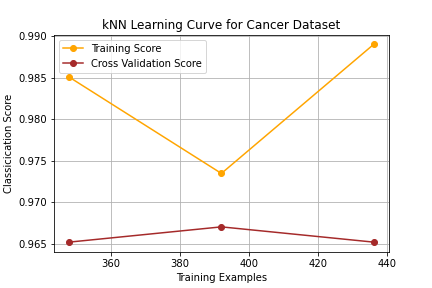 kNN Learning Curve for Cancer Dataset
0.990
0.985
0.980
0.975
0.970
0.965
Training Score
Cross Validation Score
Classicication Score
360
380
400
420
440
Training Examples